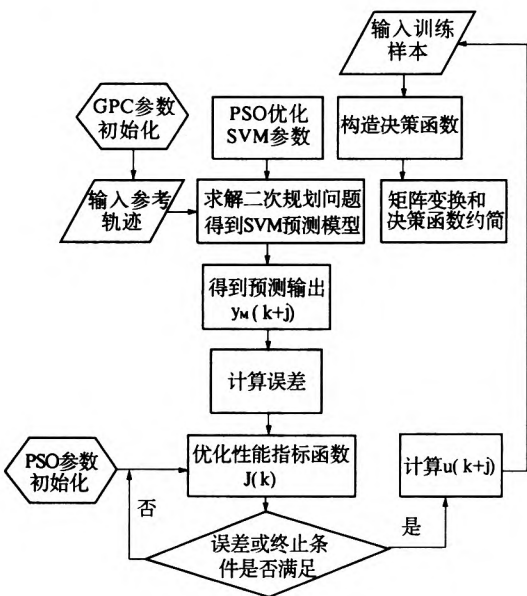 输入训练
样本
GPC参数
初始化
PSO优化
SVM参数
构造决策函数
输入参考
轨迹
求解二次规划问题
得到SVM预测模型
矩阵变换和
决策函数约简
得到预测输出
yM(k+j)
计算误差
PSO参数
初始化
优化性能指标函数
J(k)
计算u(k+j)
否
是
误差或终止条
件是否满足